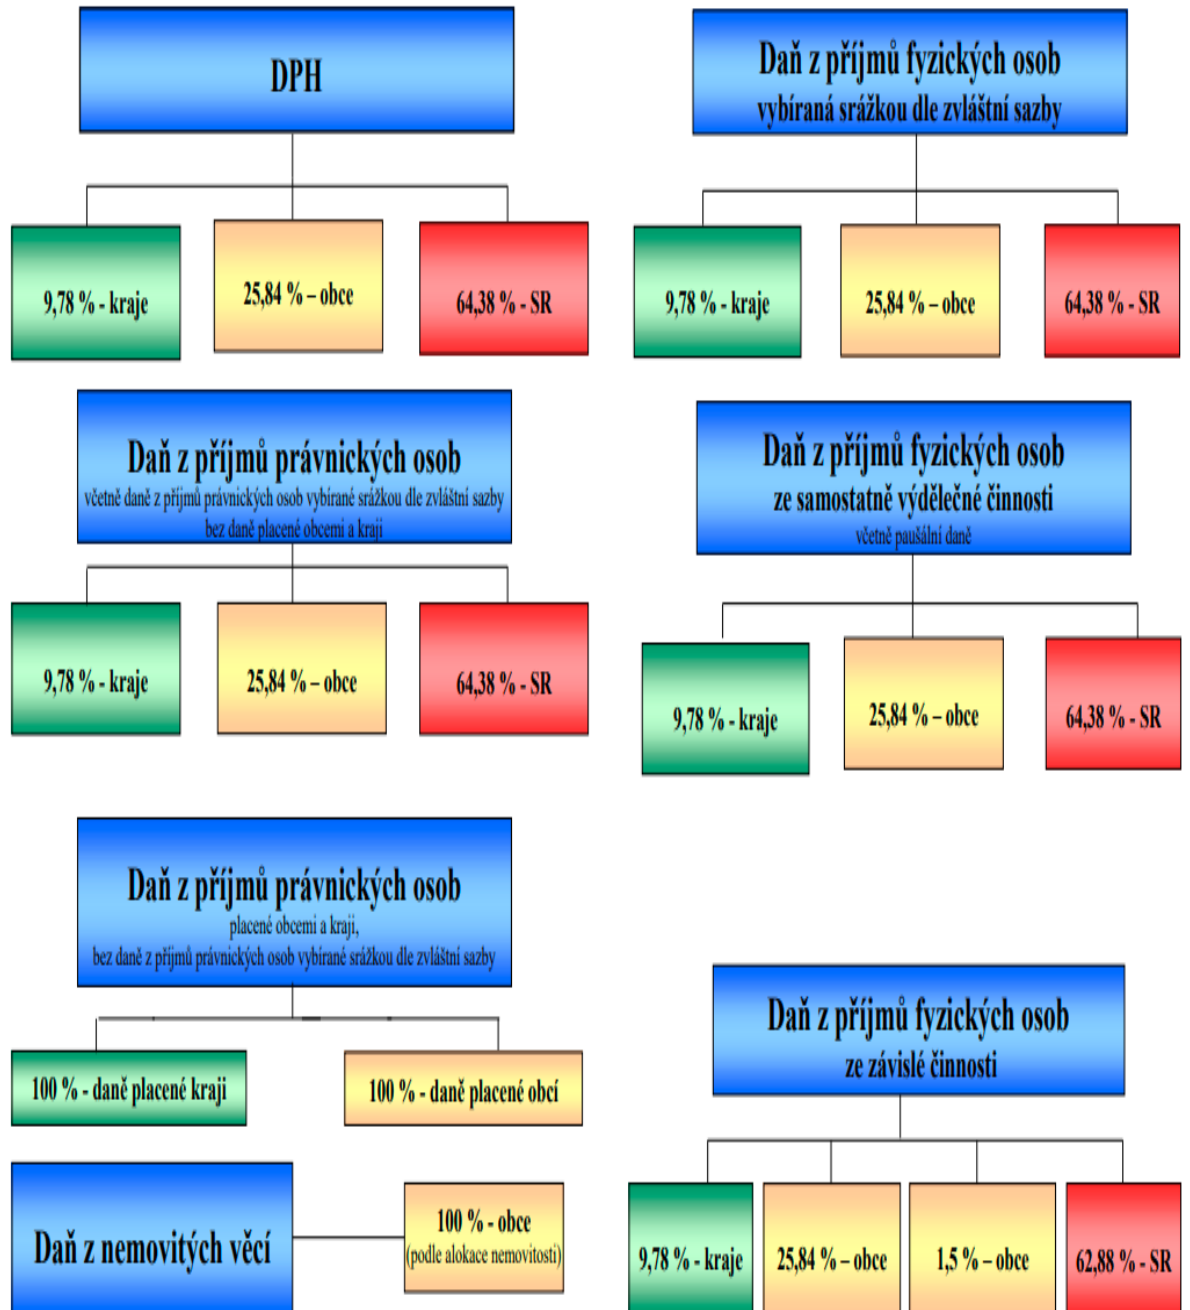 DPH
9,78 % - kraje
25,84 % – obce
64,38 % - SR
Daň z příjmů fyzických osob
vybíraná srážkou dle zvláštní sazby
9,78 % - kraje
25,84 % – obce
64,38 % - SR
Daň z příjmů právnických osob
včetně daně z příjmů právnických osob vybírané srážkou dle zvláštní sazby
bez daně placené obcemi a kraji
9,78 % - kraje
25,84 % – obce
64,38 % - SR
Daň z příjmů fyzických osob
ze samostatně výdělečné činnosti
včetně paušální daně
9,78 % - kraje
25,84 % – obce
64,38 % - SR
Daň z příjmů právnických osob
placené obcemi a kraji,
bez daně z příjmů právnických osob vybírané srážkou dle zvláštní sazby
100 % - daně placené kraji
100 % - daně placené obcí
Daň z příjmů fyzických osob
ze závislé činnosti
9,78 % - kraje
25,84 % – obce
1,5 % – obce
62,88 % - SR
Daň z nemovitých věcí
100 % - obce
(podle alokace nemovitosti)